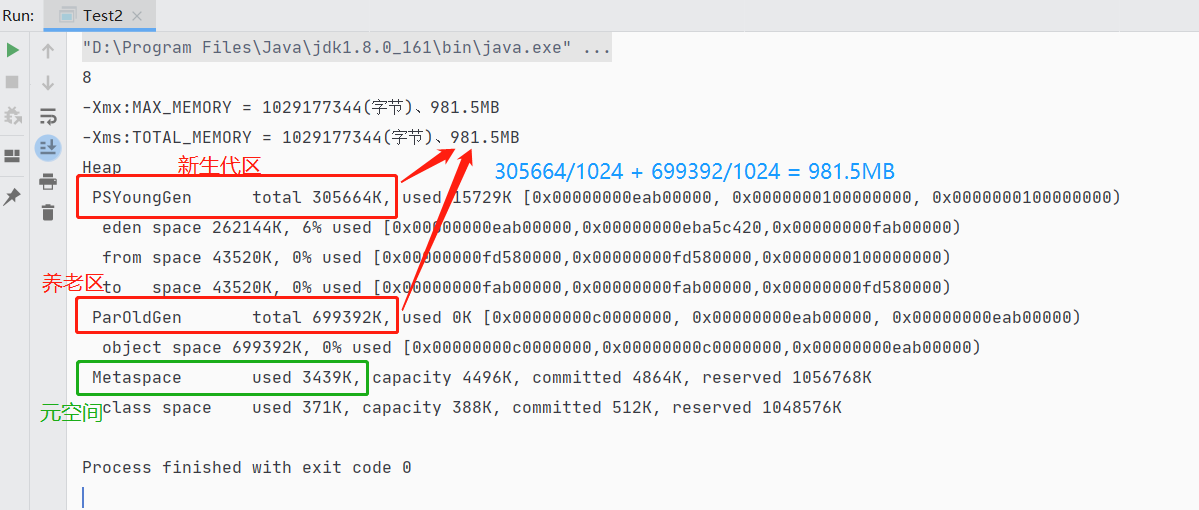 Run: Test2
"D:\Program Files\Java\jdk1.8.0_161\bin\java.exe" ...
8
-Xmx:MAX_MEMORY = 1029177344(字节)、981.5MB
-Xms:TOTAL_MEMORY = 1029177344(字节)、981.5MB
Heap
新生代区
305664/1024 + 699392/1024 = 981.5MB
PSYoungGen total 305664K, used 15729K [0x00000000eab00000, 0x0000000100000000, 0x0000000100000000)
eden space 262144K, 6% used [0x00000000eab00000,0x00000000eba5c420,0x00000000fab00000)
from space 43520K, 0% used [0x00000000fd580000,0x00000000fd580000,0x0000000100000000)
养老区
to space 43520K, 0% used [0x00000000fab00000,0x00000000fab00000,0x00000000fd580000)
ParOldGen total 699392K, used 0K [0x00000000c0000000, 0x00000000eab00000, 0x00000000eab00000)
object space 699392K, 0% used [0x00000000c0000000,0x00000000c0000000,0x00000000eab00000)
Metaspace used 3439K, capacity 4496K, committed 4864K, reserved 1056768K
元空间
class space used 371K, capacity 388K, committed 512K, reserved 1048576K
Process finished with exit code 0